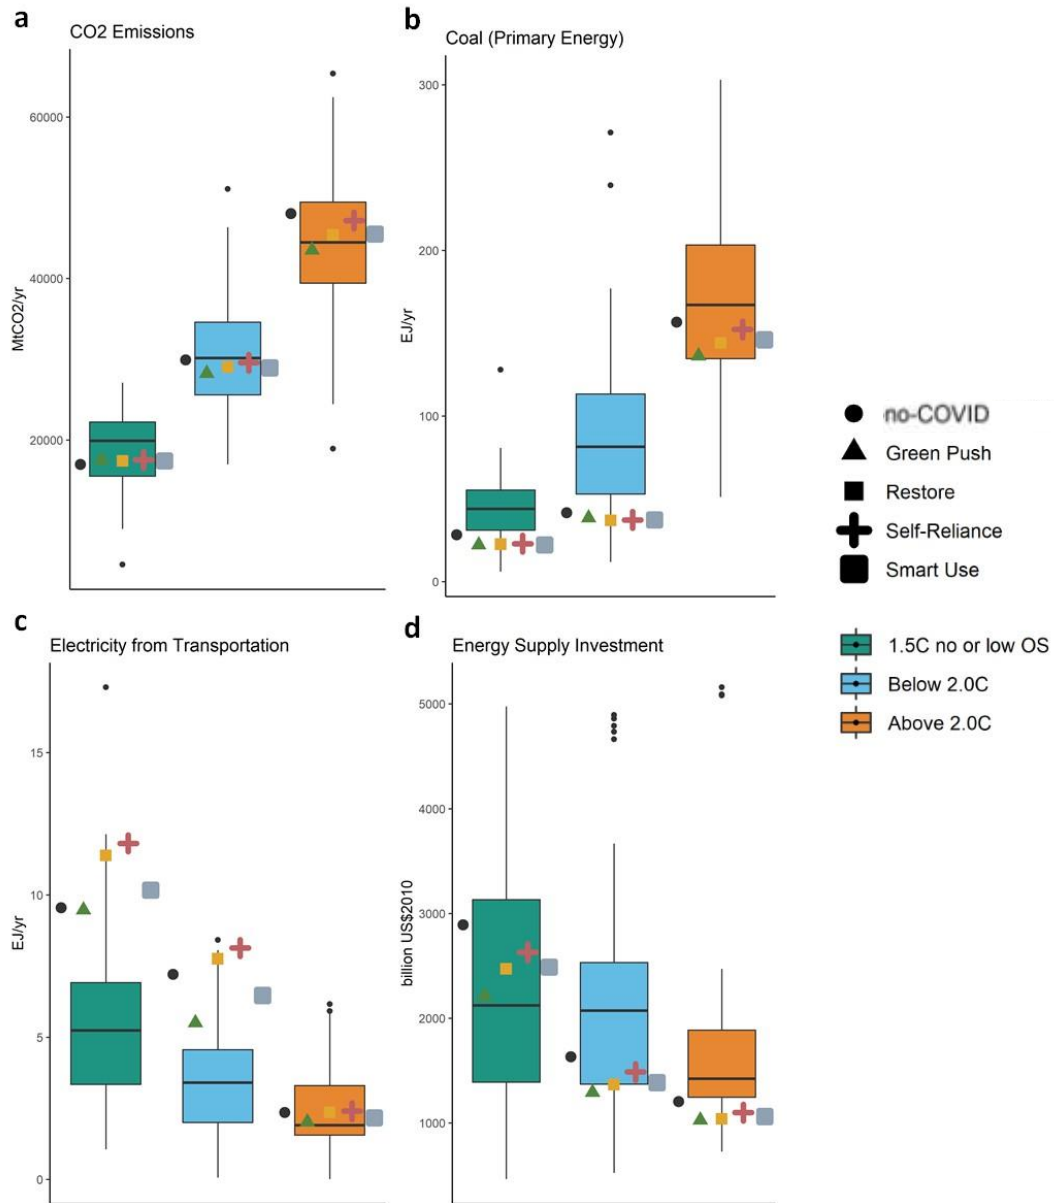 a
CO2 Emissions
MtCO2/yr
60000
40000
20000
b
Coal (Primary Energy)
EJ/yr
300
200
100
0
no-COVID
Green Push
Restore
Self-Reliance
Smart Use
1.5C no or low OS
Below 2.0C
Above 2.0C
c
Electricity from Transportation
EJ/yr
15
10
5
0
d
Energy Supply Investment
billion US$2010
5000
4000
3000
2000
1000